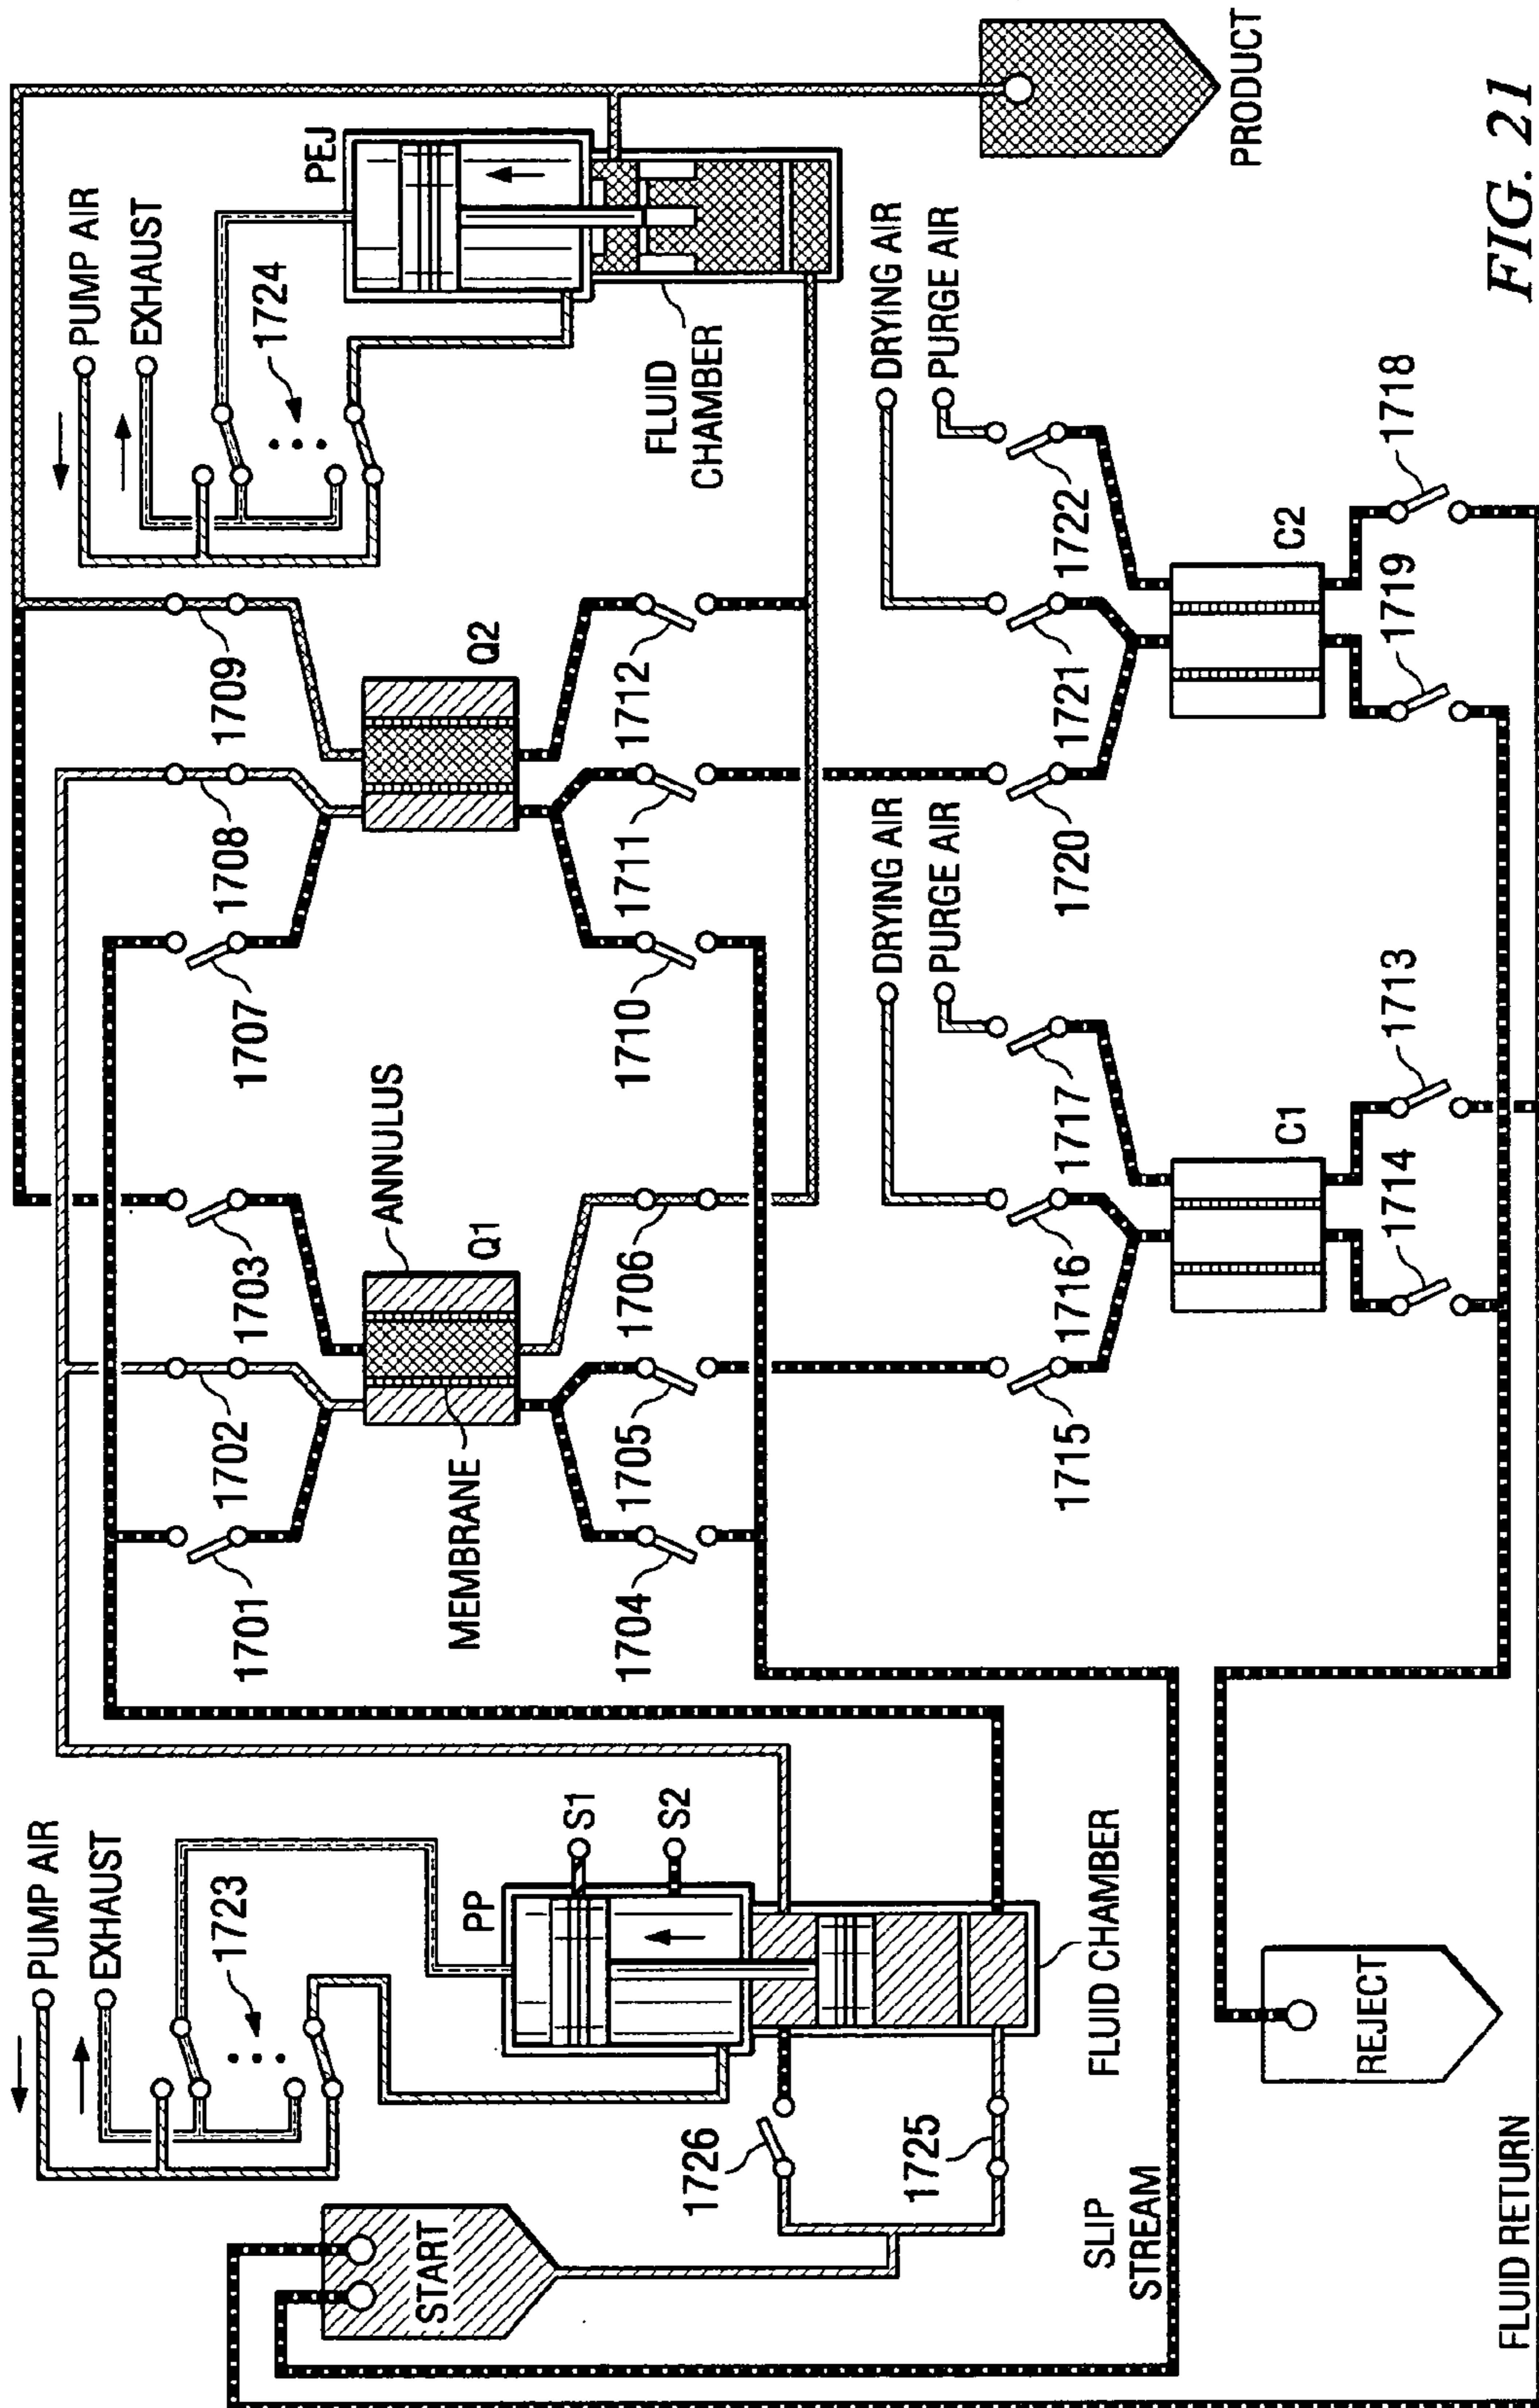 PUMP AIR
EXHAUST
1723
PP
S1
S2
START
1726
1725
FLUID CHAMBER
SLIP
STREAM
REJECT
FLUID RETURN
1701
1702
1703
MEMBRANE
ANNULUS
Q1
1704
1705
1706
1707
1708
1709
Q2
1710
1711
1712
PUMP AIR
EXHAUST
1724
PEJ
FLUID
CHAMBER
PRODUCT
DRYING AIR
PURGE AIR
1715
1716
1717
C1
1714
1713
DRYING AIR
PURGE AIR
1720
1721
1722
C2
1719
1718
FIG. 21